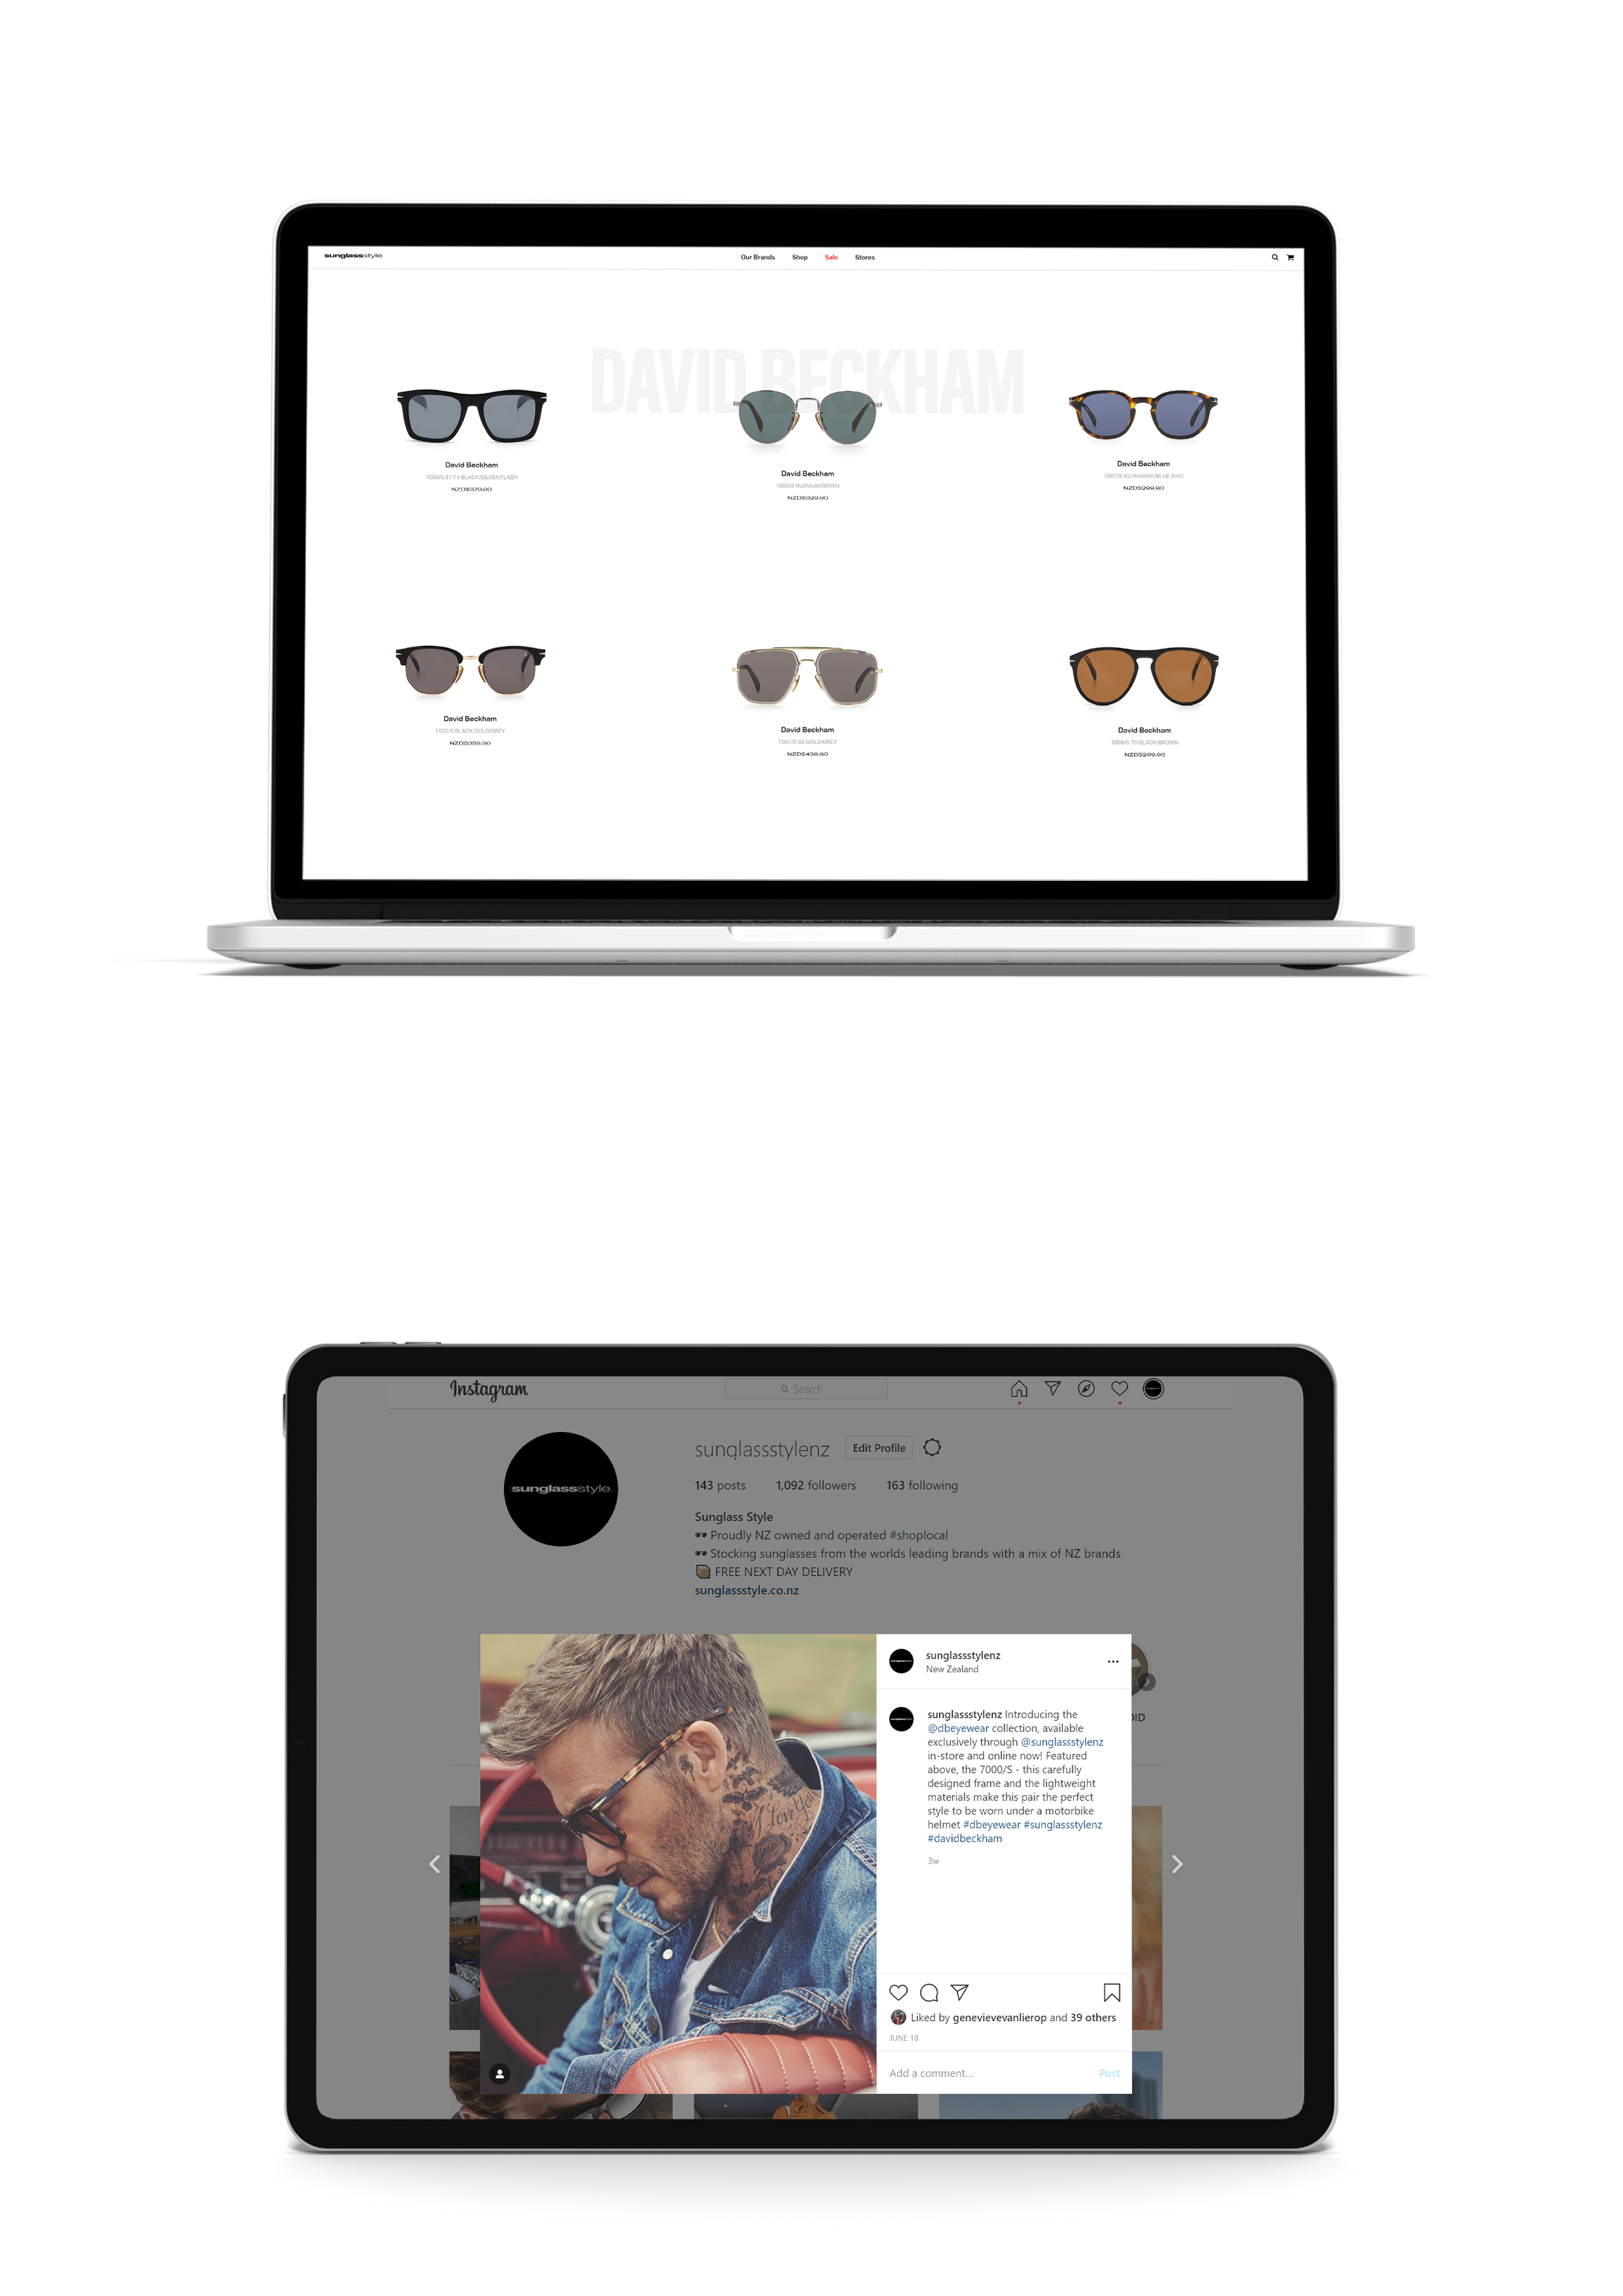 sunglassstyle
Our Brands Shop Sale Stores
DAVID BECKHAM
David Beckham
7000/S 51 T4 BLACK/SILVER FLASH
NZD$379.90
David Beckham
1005/S RUENIUM/GREEN
NZD$329.90
David Beckham
1007/S KU HAVANA/BLUE AVIO
NZD$299.90
David Beckham
1002/S BLACK GOLD/GREY
NZD$359.90
David Beckham
7001/S 60 GOLD/GREY
NZD$439.90
David Beckham
BLACK/BROWN
NZD$299.90
Instagram
Search
sunglassstyle
sunglassstylenz Edit Profile
143 posts 1,092 followers 163 following
Sunglass Style
Proudly NZ owned and operated #shoplocal
Stocking sunglasses from the worlds leading brands with a mix of NZ brands
FREE NEXT DAY DELIVERY
sunglassstyle.co.nz
sunglassstylenz
New Zealand
sunglassstylenz Introducing the
@dbeyewear collection, available
exclusively through @sunglassstylenz
in-store and online now! Featured
above, the 7000/S - this carefully
designed frame and the lightweight
materials make this pair the perfect
style to be worn under a motorbike
helmet #dbeyewear #sunglassstylenz
#davidbeckham
3w
OID
I Love You
Liked by genevievevanlierop and 39 others
JUNE 18
Add a comment... Post